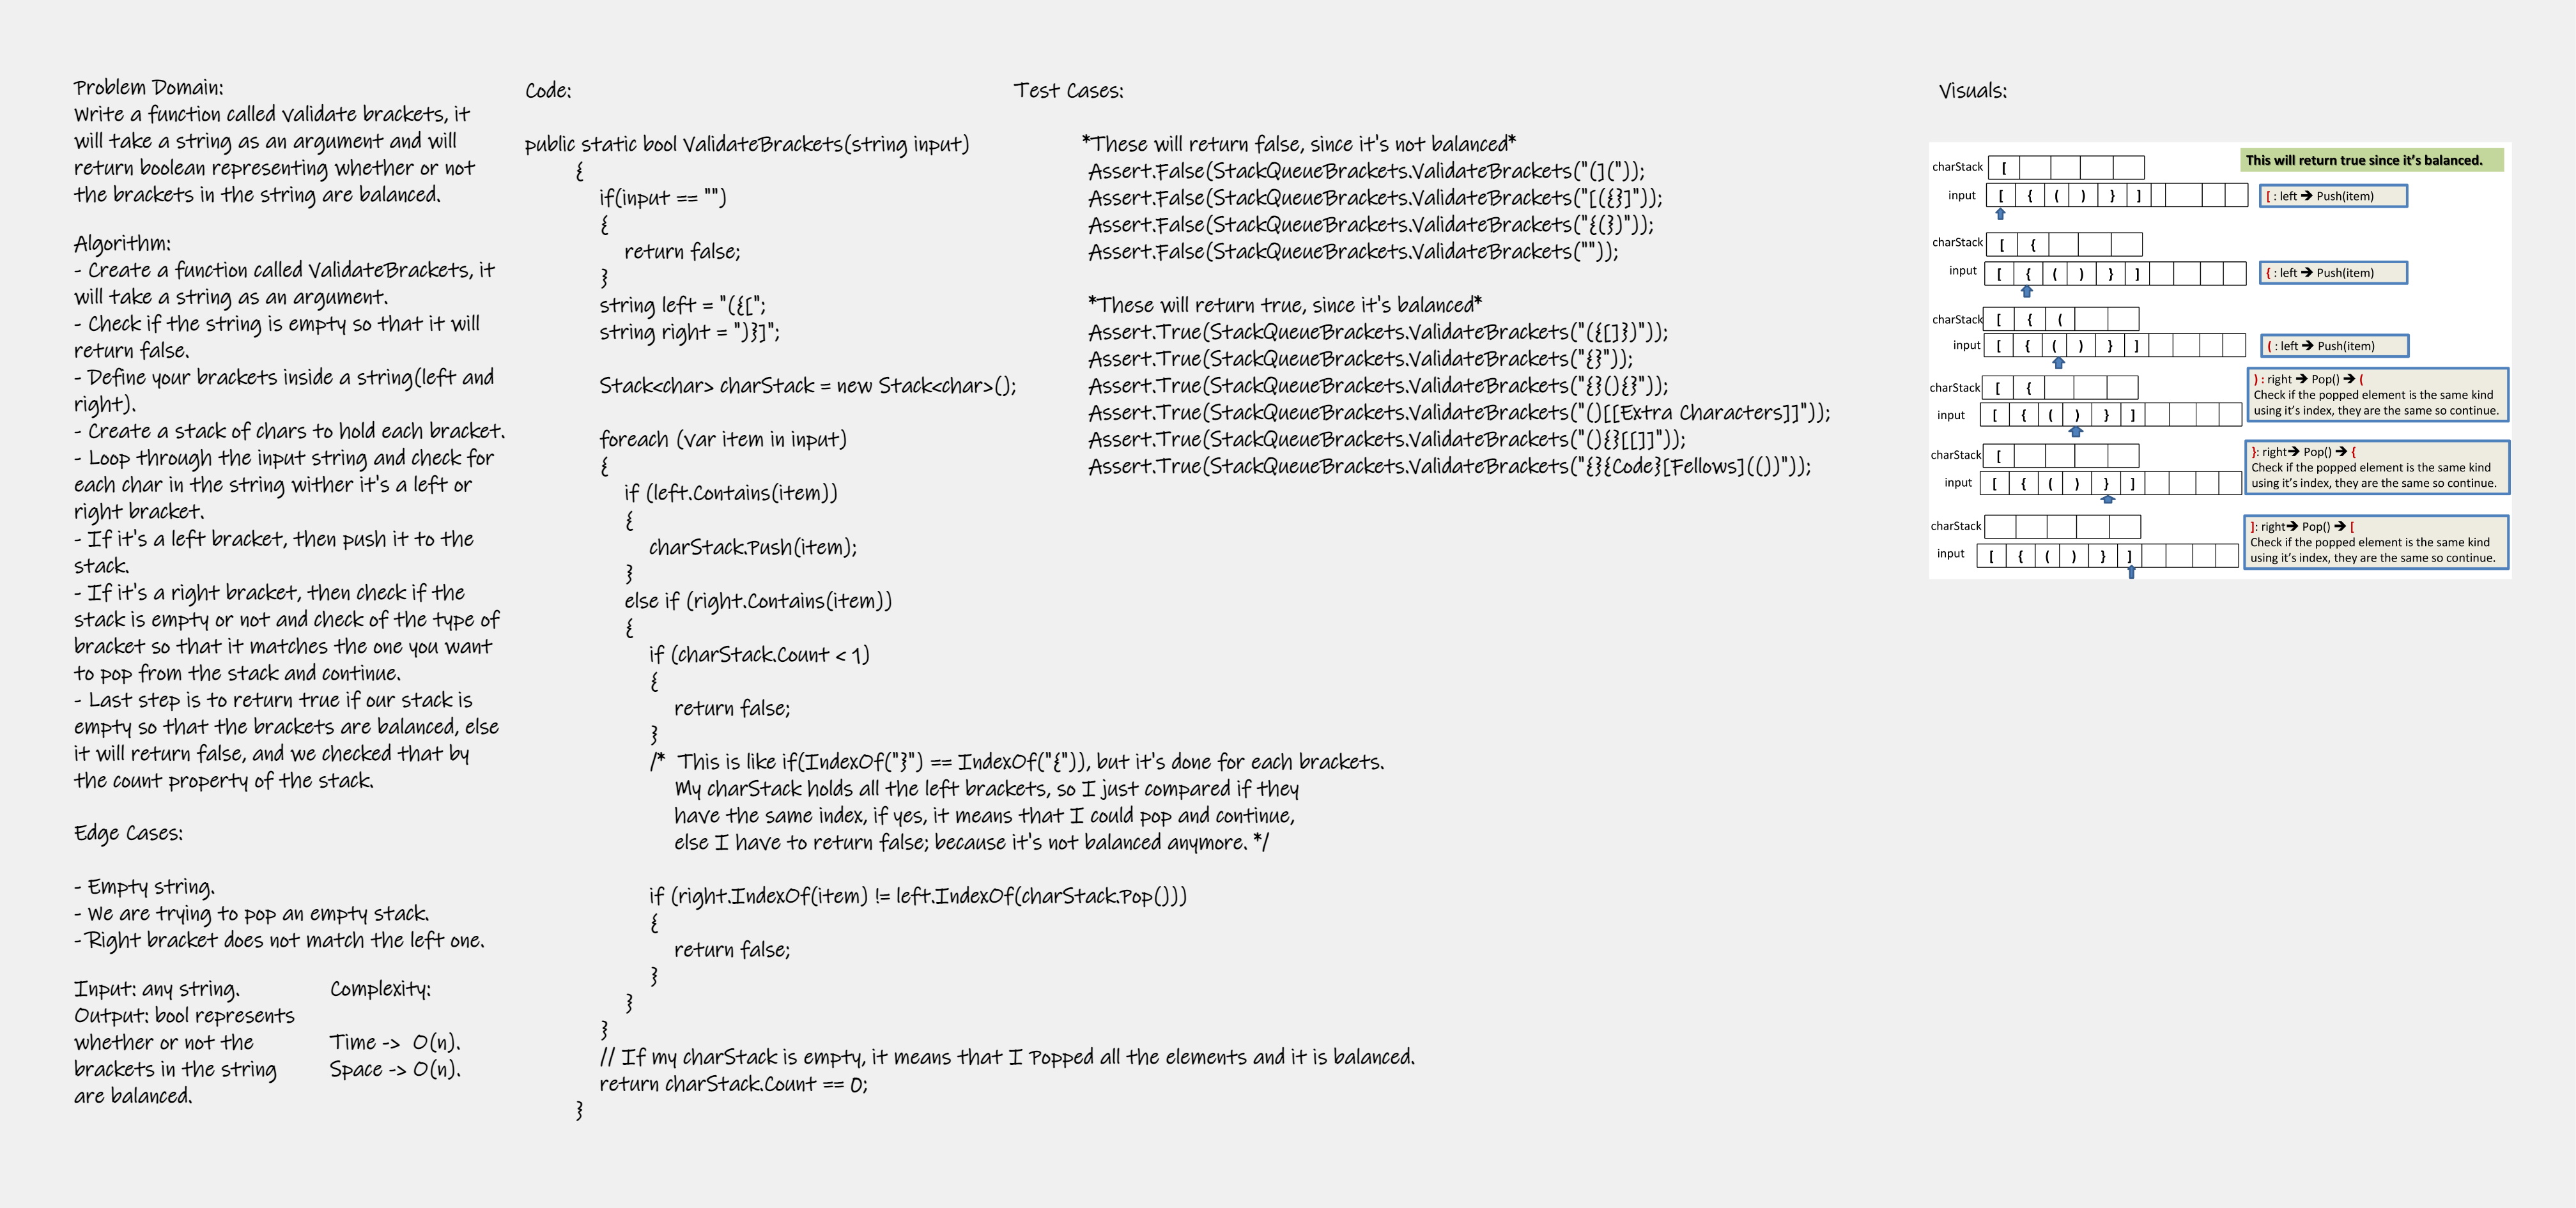 Problem Domain:
Write a function called Validate brackets, it
will take a string as an argument and will
return boolean representing whether or not
the brackets in the string are balanced.
Algorithm:
- Create a function called ValidateBrackets, it
will take a string as an argument.
- Check if the string is empty so that it will
return false.
- Define your brackets inside a string(left and
right).
- Create a stack of chars to hold each bracket.
- Loop through the input string and check for
each char in the string wither it's a left or
right bracket.
- If it's a left bracket, then push it to the
stack.
- If it's a right bracket, then check if the
stack is empty or not and check of the type of
bracket so that it matches the one you want
to pop from the stack and continue.
- Last step is to return true if our stack is
empty so that the brackets are balanced, else
it will return false, and we checked that by
the count property of the stack.
Edge Cases:
- Empty string.
- We are trying to pop an empty stack.
- Right bracket does not match the left one.
Input: any string.
Output: bool represents
whether or not the
brackets in the string
are balanced.
Complexity:
Time -> O(n).
Space -> O(n).
Code:
public static bool ValidateBrackets(string input)
{
if(input == "")
{
return false;
}
string left = "({[";
string right = ")}]";
Stack<char> charStack = new Stack<char>();
foreach (var item in input)
{
if (left.Contains(item))
{
charStack.Push(item);
}
else if (right.Contains(item))
{
if (charStack.Count < 1)
{
return false;
}
/* This is like if(IndexOf("}") == IndexOf("{")), but it's done for each brackets.
My charStack holds all the left brackets, so I just compared if they
have the same index, if yes, it means that I could pop and continue,
else I have to return false; because it's not balanced anymore. */
if (right.IndexOf(item) != left.IndexOf(charStack.Pop()))
{
return false;
}
}
}
// If my charStack is empty, it means that I Popped all the elements and it is balanced.
return charStack.Count == 0;
}
Test Cases:
*These will return false, since it's not balanced*
Assert.False(StackQueueBrackets.ValidateBrackets("(]("));
Assert.False(StackQueueBrackets.ValidateBrackets("[({}]"));
Assert.False(StackQueueBrackets.ValidateBrackets("{(})"));
Assert.False(StackQueueBrackets.ValidateBrackets(""));
*These will return true, since it's balanced*
Assert.True(StackQueueBrackets.ValidateBrackets("({[]})"));
Assert.True(StackQueueBrackets.ValidateBrackets("{}"));
Assert.True(StackQueueBrackets.ValidateBrackets("{}(){}"));
Assert.True(StackQueueBrackets.ValidateBrackets("()[[Extra Characters]]"));
Assert.True(StackQueueBrackets.ValidateBrackets("(){}[[]]"));
Assert.True(StackQueueBrackets.ValidateBrackets("{}{Code}[Fellows](())"));
Visuals:
This will return true since it's balanced.
charStack [
input [ { ( ) } ]
[ : left ➔ Push(item)
charStack [ {
input [ { ( ) } ]
{ : left ➔ Push(item)
charStack [ { (
input [ { ( ) } ]
( : left ➔ Push(item)
charStack [ {
input [ { ( ) } ]
) : right ➔ Pop() ➔ (
Check if the popped element is the same kind
using it's index, they are the same so continue.
charStack [
input [ { ( ) } ]
}: right➔ Pop() ➔ {
Check if the popped element is the same kind
using it's index, they are the same so continue.
charStack
input [ { ( ) } ]
]: right➔ Pop() ➔ [
Check if the popped element is the same kind
using it's index, they are the same so continue.